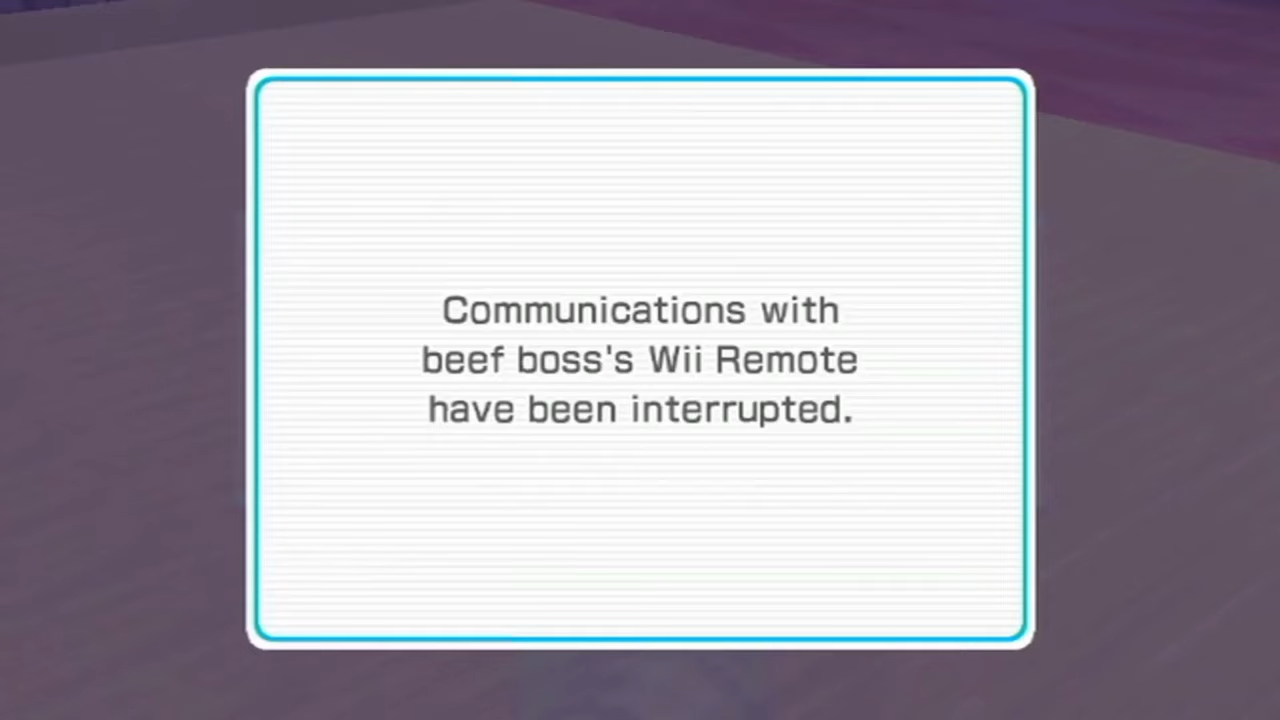 Communications with
beef boss's Wii Remote
have been interrupted.